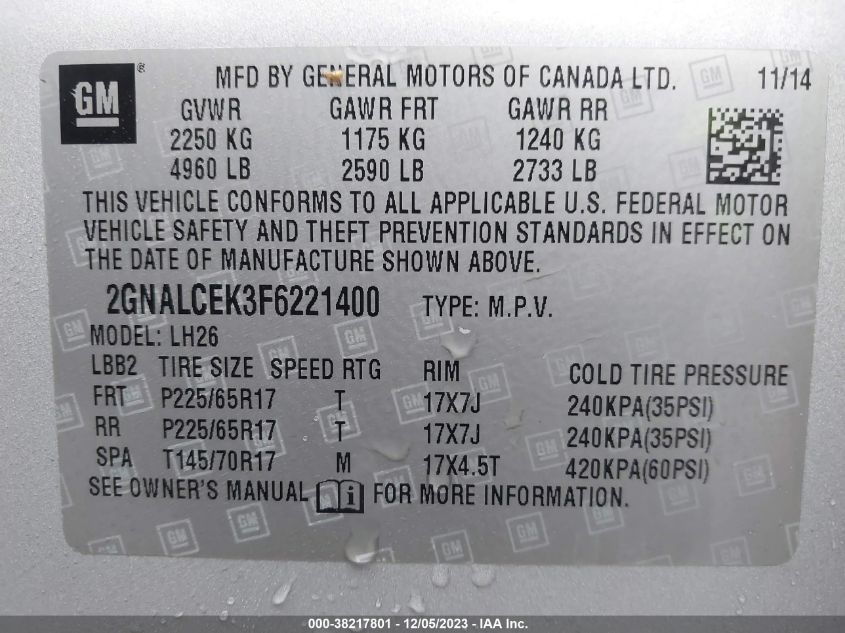 GM ® MFD BY GENERAL MOTORS OF CANADA LTD. 11/14
GVWR GAWR FRT GAWR RR
2250 KG 1175 KG 1240 KG
4960 LB 2590 LB 2733 LB
THIS VEHICLE CONFORMS TO ALL APPLICABLE U.S. FEDERAL MOTOR
VEHICLE SAFETY AND THEFT PREVENTION STANDARDS IN EFFECT ON
THE DATE OF MANUFACTURE SHOWN ABOVE.
2GNALCEK3F6221400 TYPE: M.P.V.
MODEL: LH26
LBB2 TIRE SIZE SPEED RTG RIM COLD TIRE PRESSURE
FRT P225/65R17 T 17X7J 240KPA(35PSI)
RR P225/65R17 T 17X7J 240KPA(35PSI)
SPA T145/70R17 M 17X4.5T 420KPA(60PSI)
SEE OWNER'S MANUAL i FOR MORE INFORMATION.
000-38217801 - 12/05/2023 - IAA Inc.